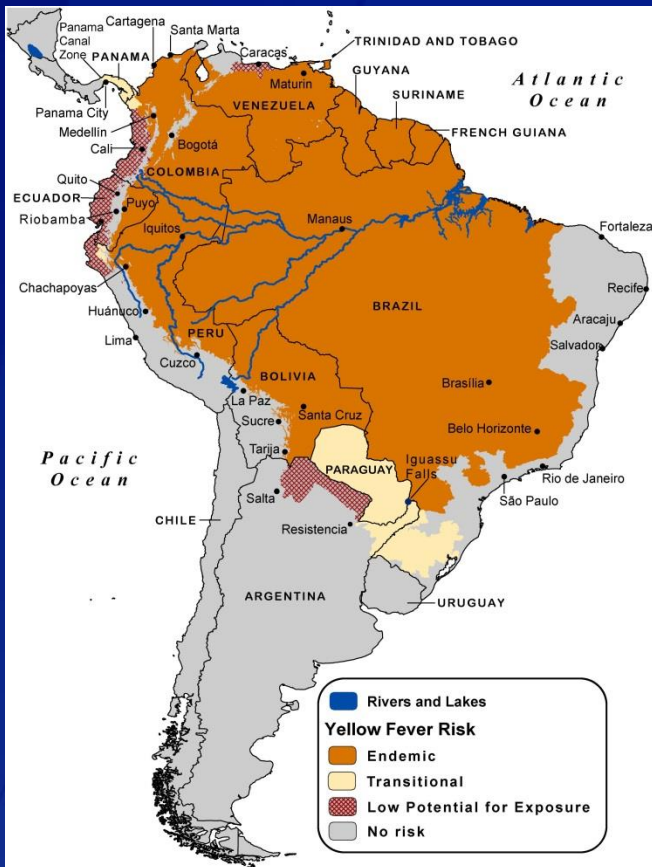 Panama
Canal
Zone
Cartagena
Santa Marta
PANAMA
Caracas
TRINIDAD AND TOBAGO
Maturin
GUYANA
Atlantic
Ocean
VENEZUELA
SURINAME
Panama City
FRENCH GUIANA
Medellín
Bogotá
Cali
COLOMBIA
Quito
ECUADOR
Puyo
Riobamba
Iquitos
Manaus
Fortaleza
Chachapoyas
Recife
BRAZIL
Huánuco
Aracaju
PERU
Lima
Salvador
Cuzco
BOLIVIA
Brasília
La Paz
Santa Cruz
Sucre
Belo Horizonte
Tarija
Pacific
Ocean
PARAGUAY
Iguassu
Falls
Rio de Janeiro
São Paulo
Salta
CHILE
Resistencia
ARGENTINA
URUGUAY
Rivers and Lakes
Yellow Fever Risk
Endemic
Transitional
Low Potential for Exposure
No risk